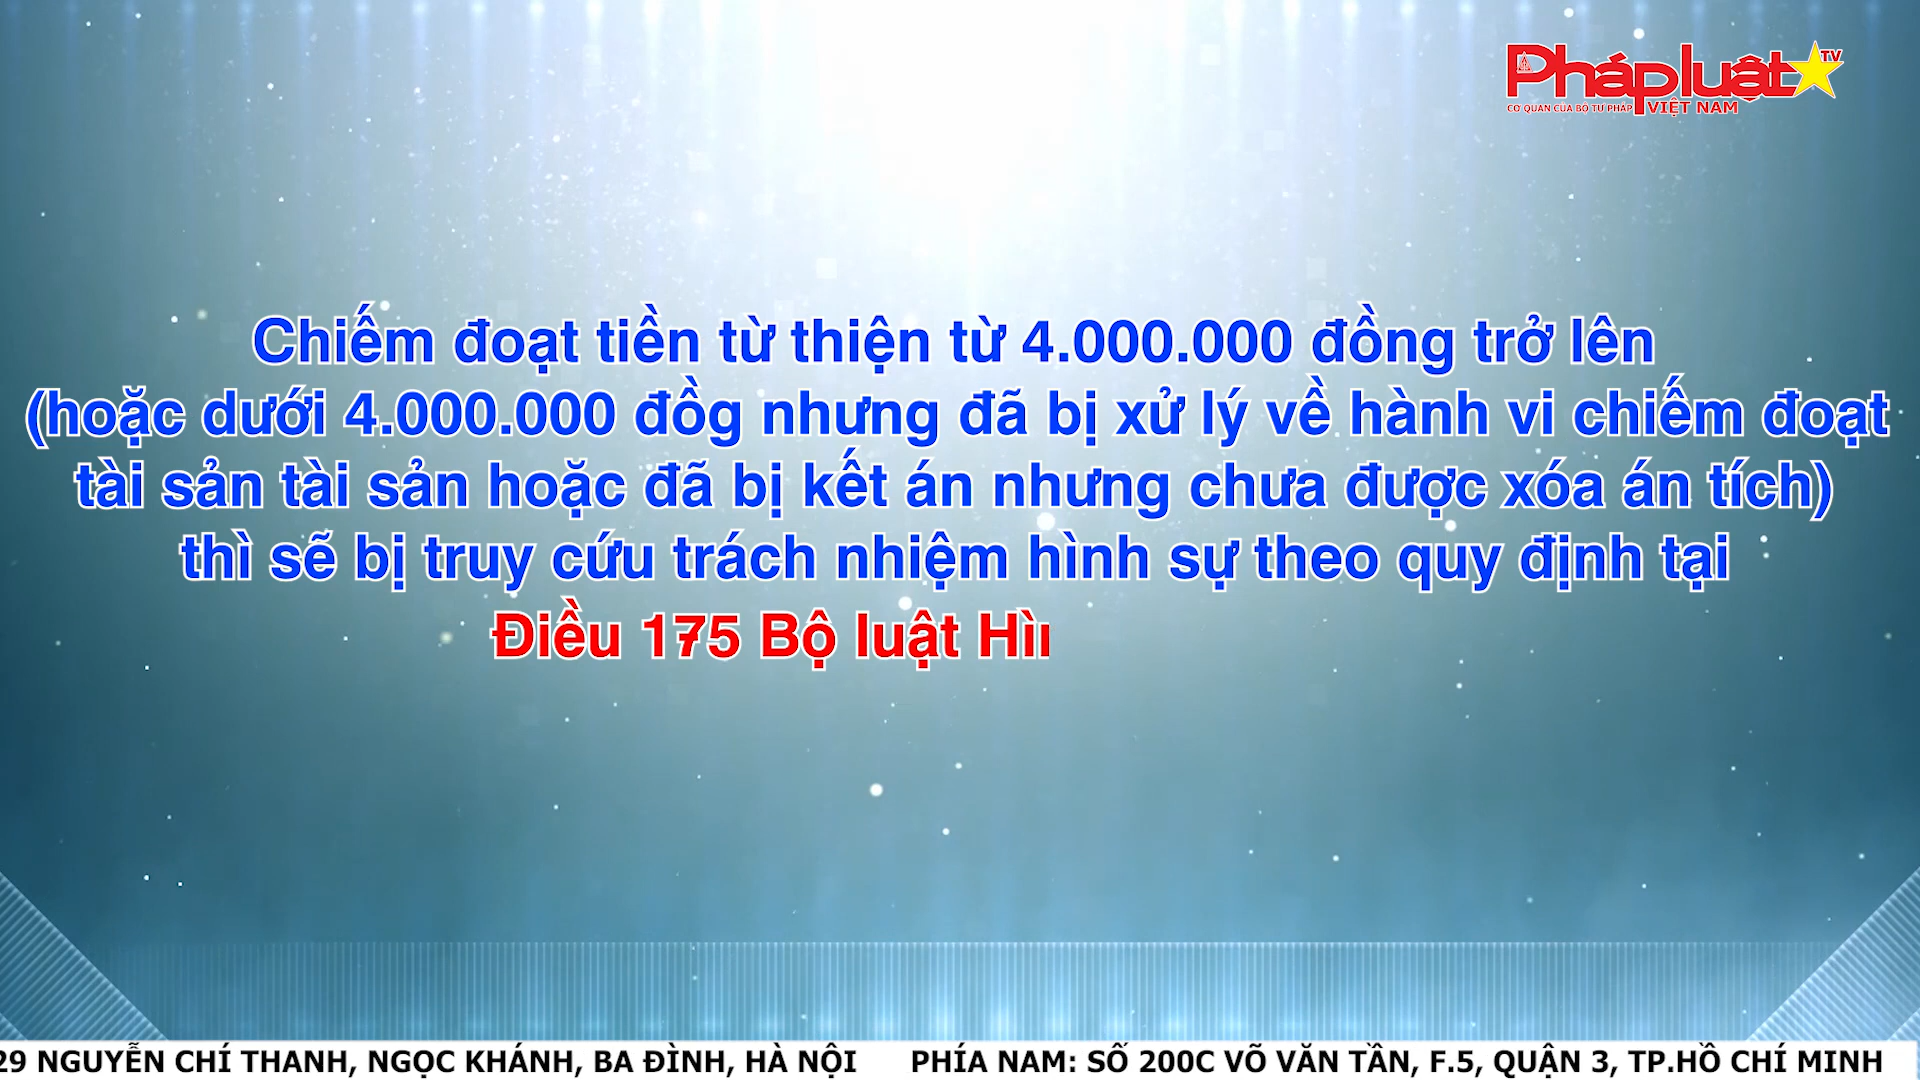 Phápluật TV
CƠ QUAN CỦA BỘ TƯ PHÁP VIỆT NAM
Chiếm đoạt tiền từ thiện từ 4.000.000 đồng trở lên
(hoặc dưới 4.000.000 đồg nhưng đã bị xử lý về hành vi chiếm đoạt
tài sản tài sản hoặc đã bị kết án nhưng chưa được xóa án tích)
thì sẽ bị truy cứu trách nhiệm hình sự theo quy định tại
Điều 175 Bộ luật Hì
29 NGUYỄN CHÍ THANH, NGỌC KHÁNH, BA ĐÌNH, HÀ NỘI PHÍA NAM: SỐ 200C VÕ VĂN TẦN, F.5, QUẬN 3, TP.HỒ CHÍ MINH